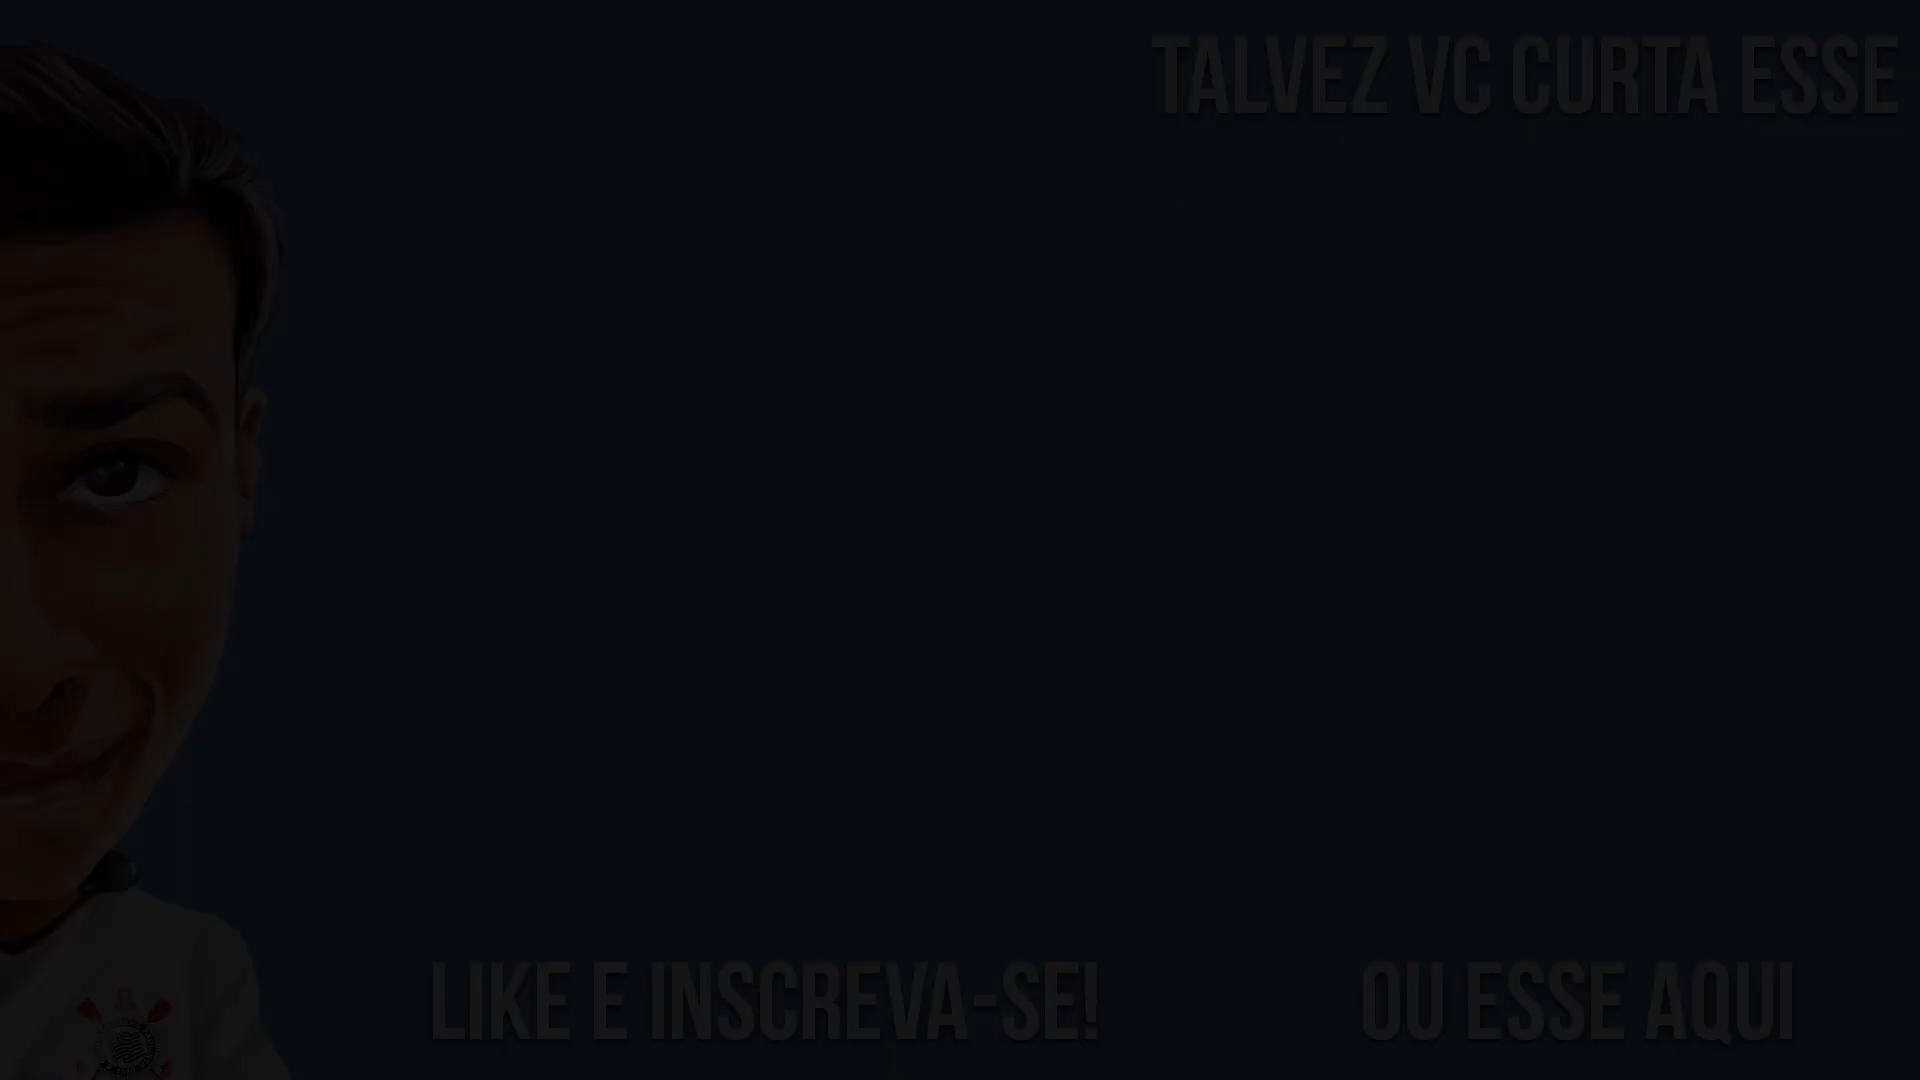 TALVEZ VC CURTA ESSE
LIKE E INSCREVA-SE!
OU ESSE AQUI